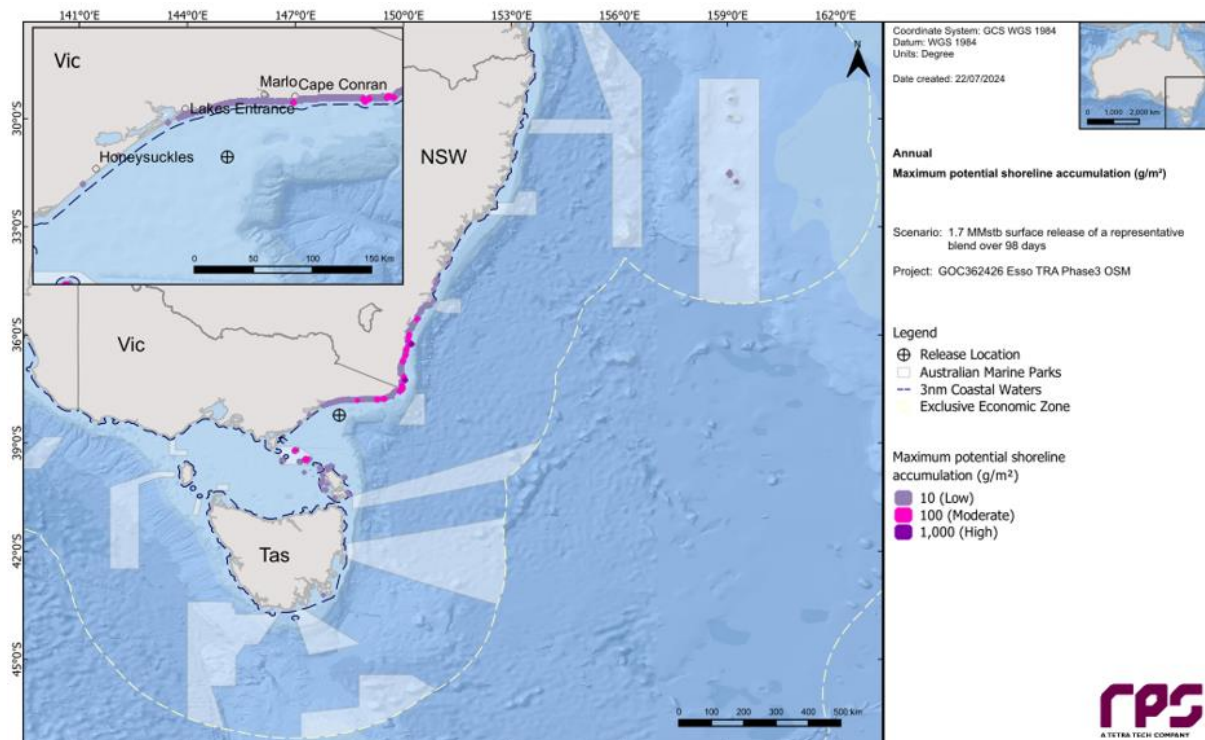 141°0'E
144°0'E
147°0'E
150°0'E
153°0'E
156°0'E
159°0'E
162°0'E
Vic
Marlo
Cape Conran
Lakes Entrance
Honeysuckles
0 50 100 150 Km
N
NSW
Vic
Tas
30°0'S
33°0'S
36°0'S
39°0'S
42°0'S
45°0'S
0 100 200 300 400 500 km
Coordinate System: GCS WGS 1984
Datum: WGS 1984
Units: Degree
Date created: 22/07/2024
0 1,000 2,000 km
Annual
Maximum potential shoreline accumulation (g/m²)
Scenario: 1.7 MMstb surface release of a representative
blend over 98 days
Project: GOC362426 Esso TRA Phase3 OSM
Legend
Release Location
Australian Marine Parks
3nm Coastal Waters
Exclusive Economic Zone
Maximum potential shoreline
accumulation (g/m²)
10 (Low)
100 (Moderate)
1,000 (High)
rps
A TETRA TECH COMPANY